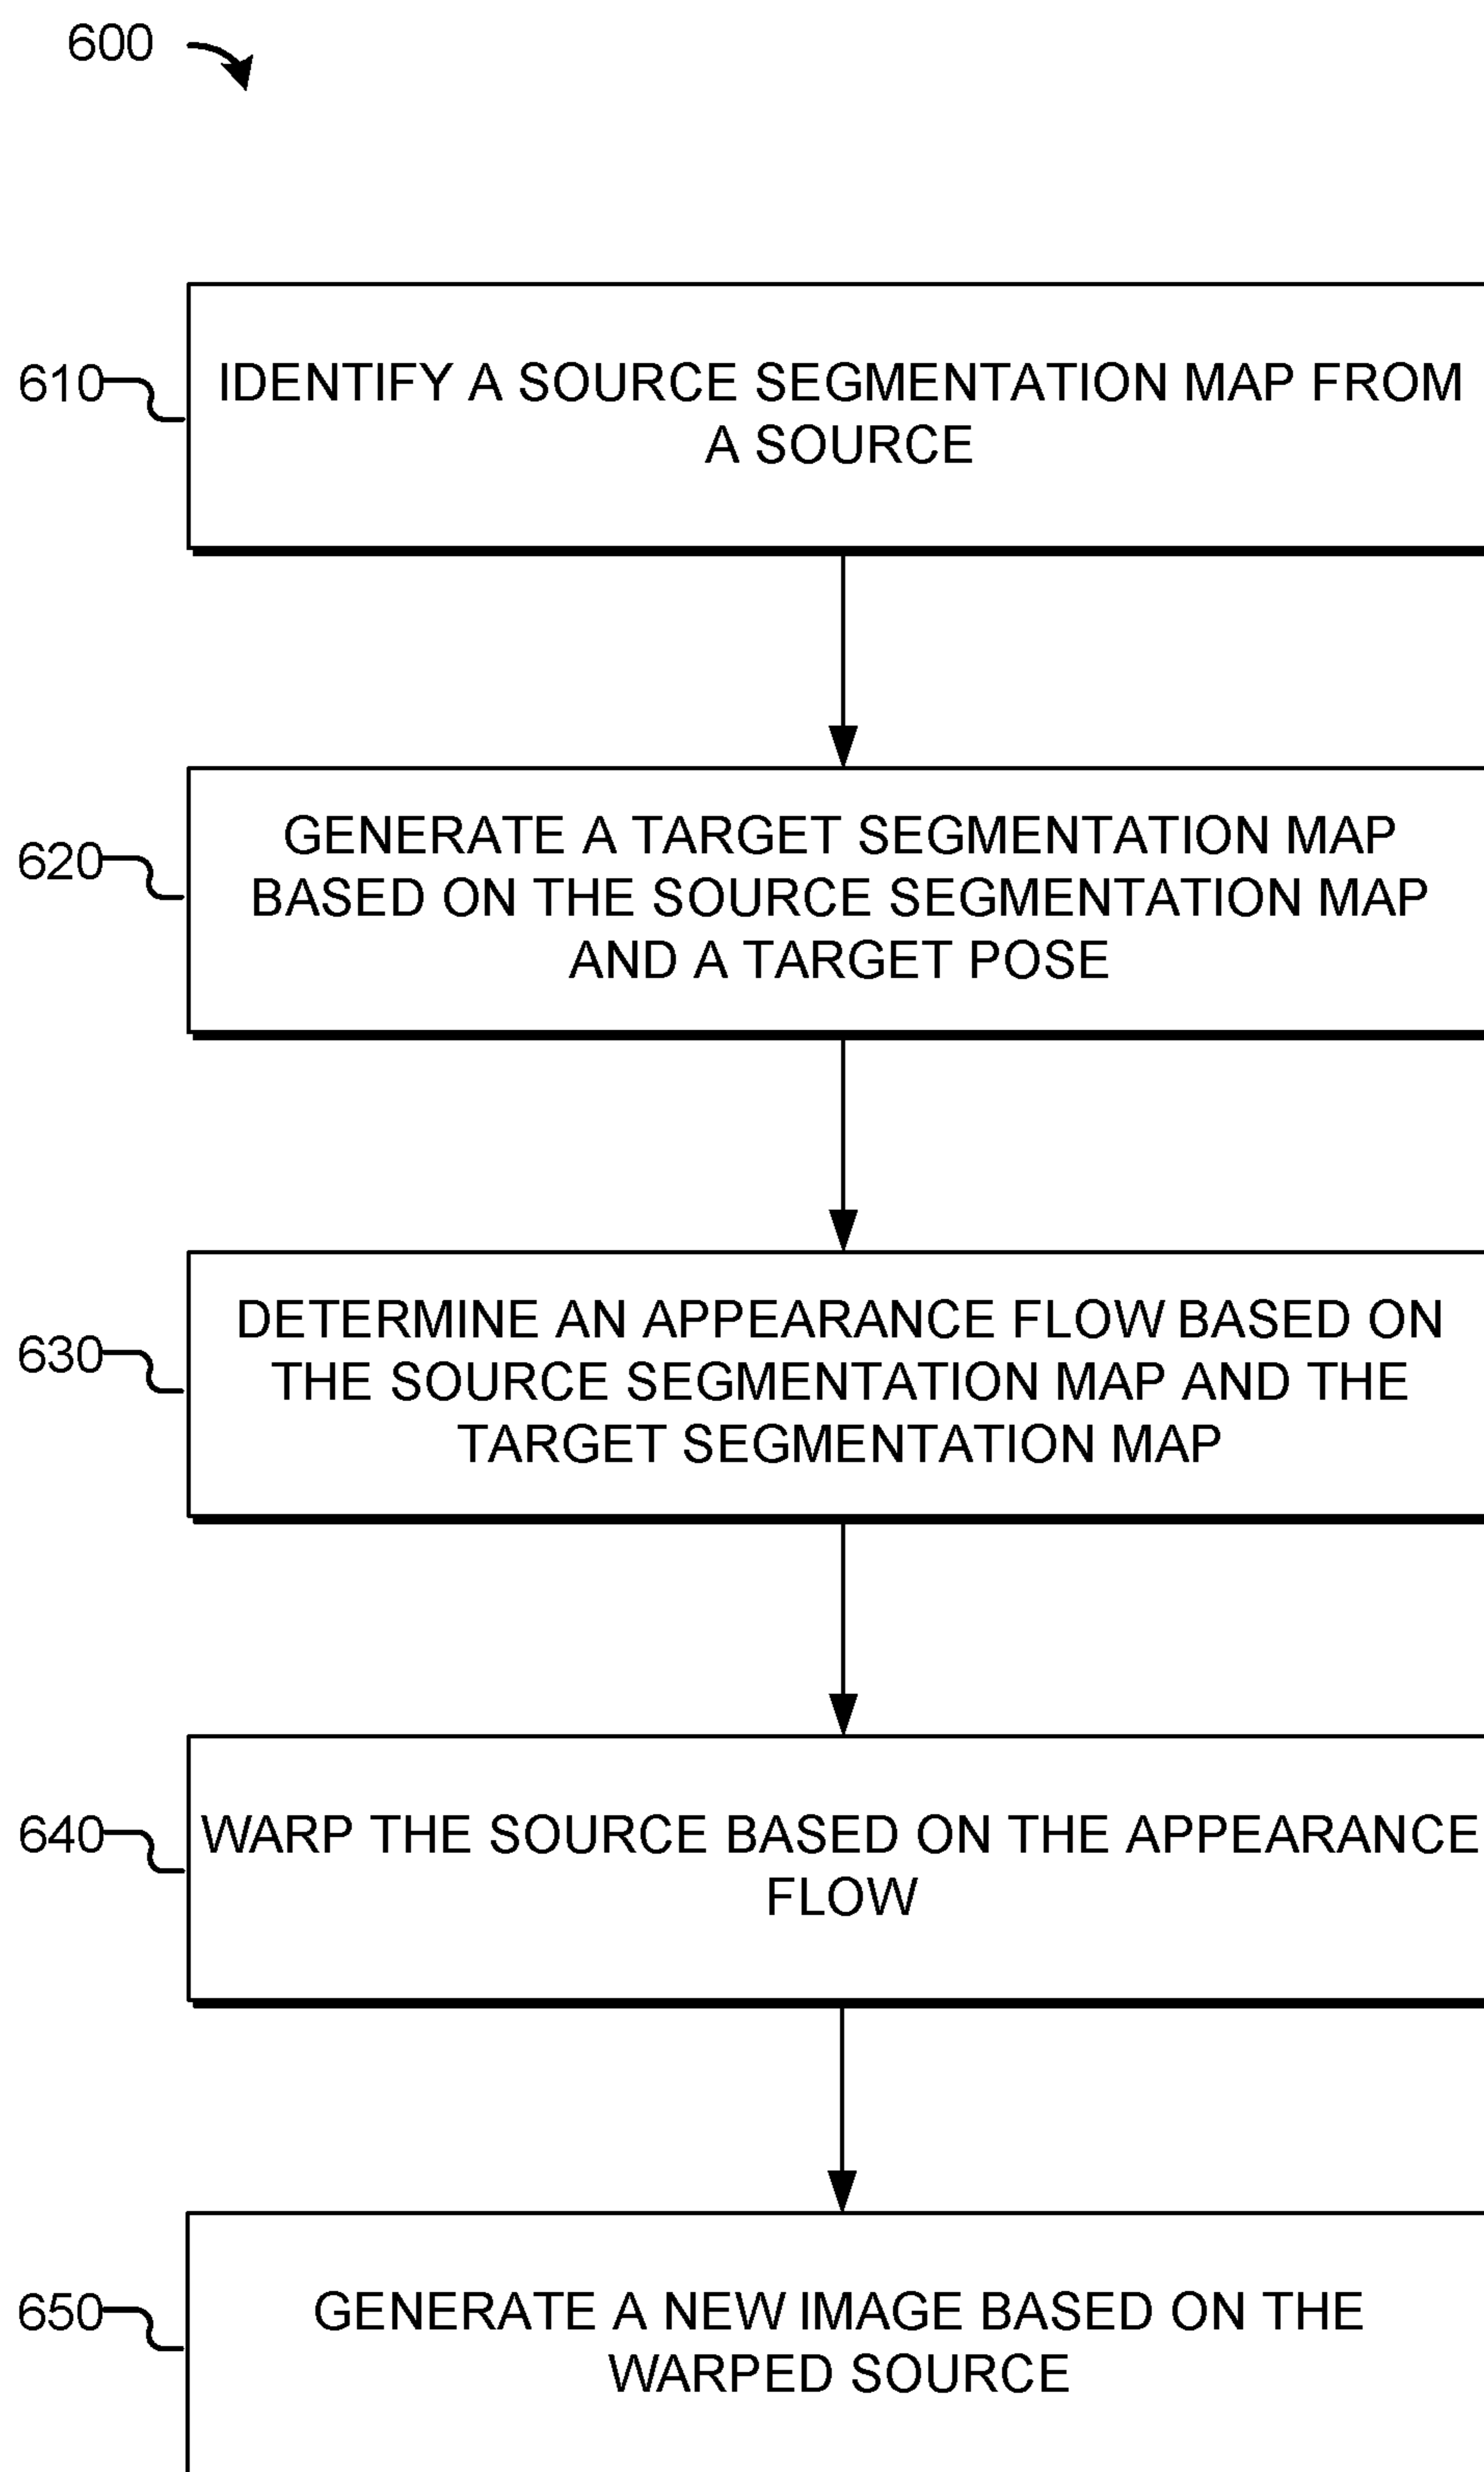 600
610
IDENTIFY A SOURCE SEGMENTATION MAP FROM
A SOURCE
620
GENERATE A TARGET SEGMENTATION MAP
BASED ON THE SOURCE SEGMENTATION MAP
AND A TARGET POSE
630
DETERMINE AN APPEARANCE FLOW BASED ON
THE SOURCE SEGMENTATION MAP AND THE
TARGET SEGMENTATION MAP
640
WARP THE SOURCE BASED ON THE APPEARANCE
FLOW
650
GENERATE A NEW IMAGE BASED ON THE
WARPED SOURCE